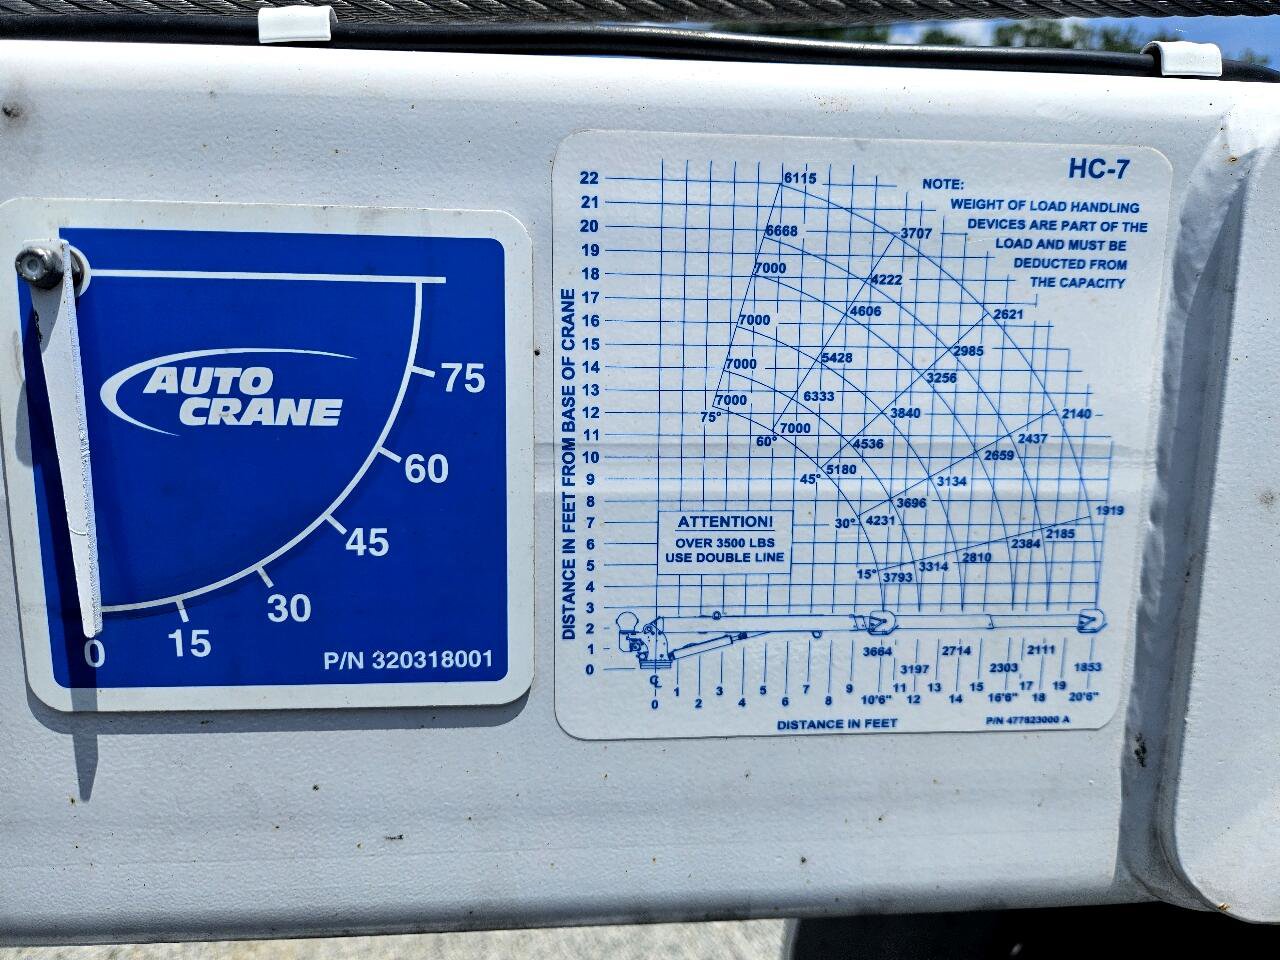 AUTO
CRANE
75
60
45
30
15
0
P/N 320318001
HC-7
NOTE:
WEIGHT OF LOAD HANDLING
DEVICES ARE PART OF THE
LOAD AND MUST BE
DEDUCTED FROM
THE CAPACITY
DISTANCE IN FEET FROM BASE OF CRANE
22
21
20
19
18
17
16
15
14
13
12
11
10
9
8
7
6
5
4
3
2
1
0
6115
6668 3707
7000 4222
7000 4606 2621
7000 5428 2985
7000 6333 3256
75° 7000 3840 2140
60° 4536 2437
45° 5180 2659
3134
3696
30° 4231 1919
2185
2384
2810
3314
15° 3793
ATTENTION!
OVER 3500 LBS
USE DOUBLE LINE
3664 2714 2111
3197 2303 1853
℄ 1 3 5 7 9 11 13 15 17 19
0 2 4 6 8 10'6" 12 14 16'6" 18 20'6"
DISTANCE IN FEET
P/N 477823000 A